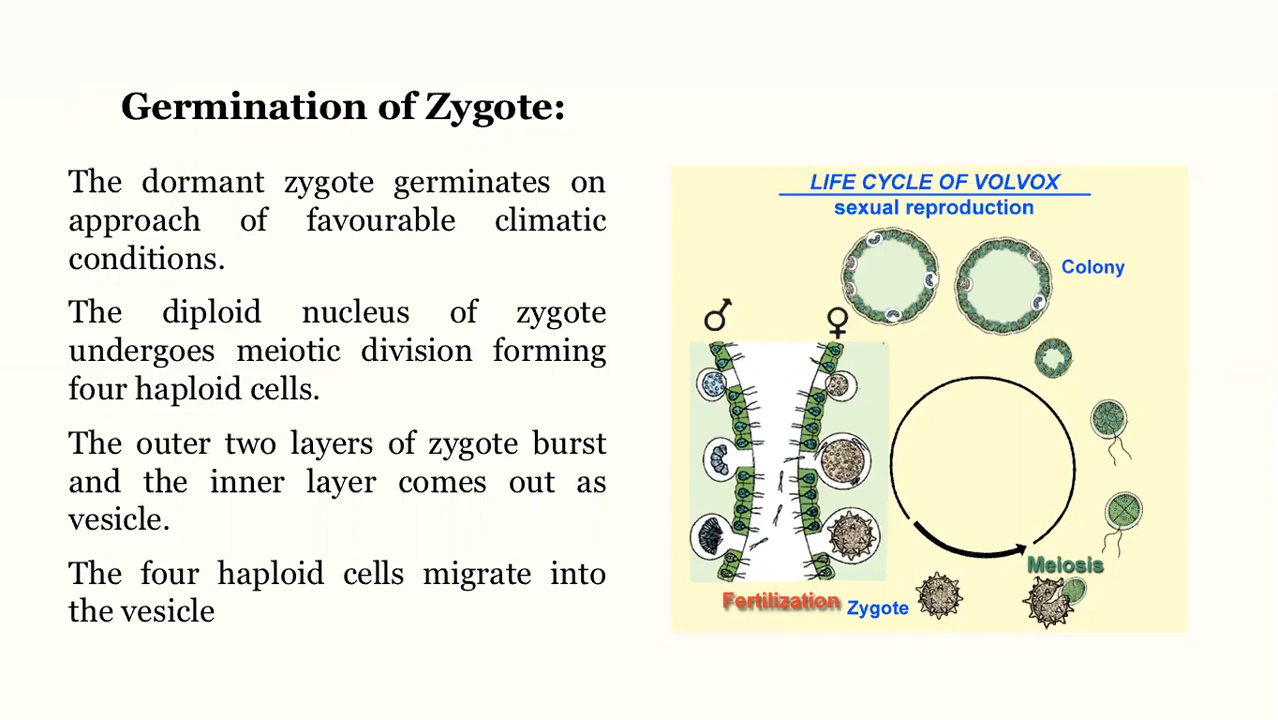 Germination of Zygote:
The dormant zygote germinates on
approach of favourable climatic
conditions.
The diploid nucleus of zygote
undergoes meiotic division forming
four haploid cells.
The outer two layers of zygote burst
and the inner layer comes out as
vesicle.
The four haploid cells migrate into
the vesicle
LIFE CYCLE OF VOLVOX
sexual reproduction
Colony
♂
♀
Meiosis
Fertilization
Zygote